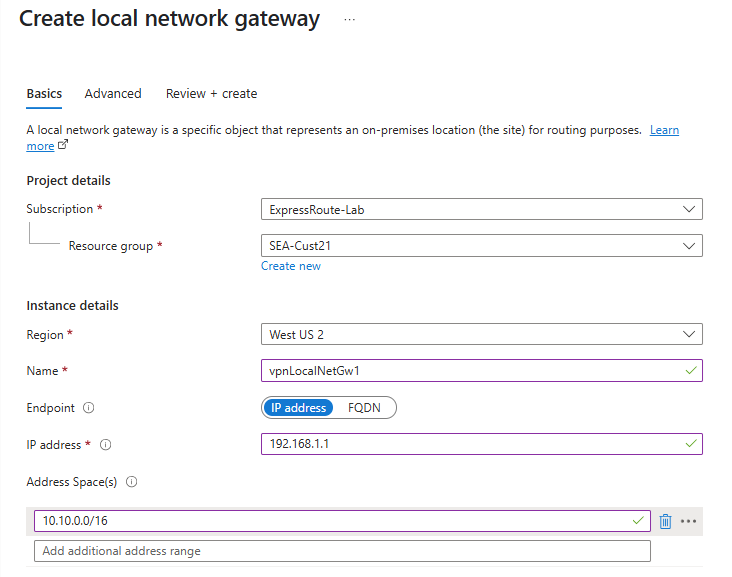 Create local network gateway ...
Basics Advanced Review + create
A local network gateway is a specific object that represents an on-premises location (the site) for routing purposes. Learn
more
Project details
Subscription * ExpressRoute-Lab
Resource group * SEA-Cust21
Create new
Instance details
Region * West US 2
Name * vpnLocalNetGw1
Endpoint IP address FQDN
IP address * 192.168.1.1
Address Space(s)
10.10.0.0/16
Add additional address range